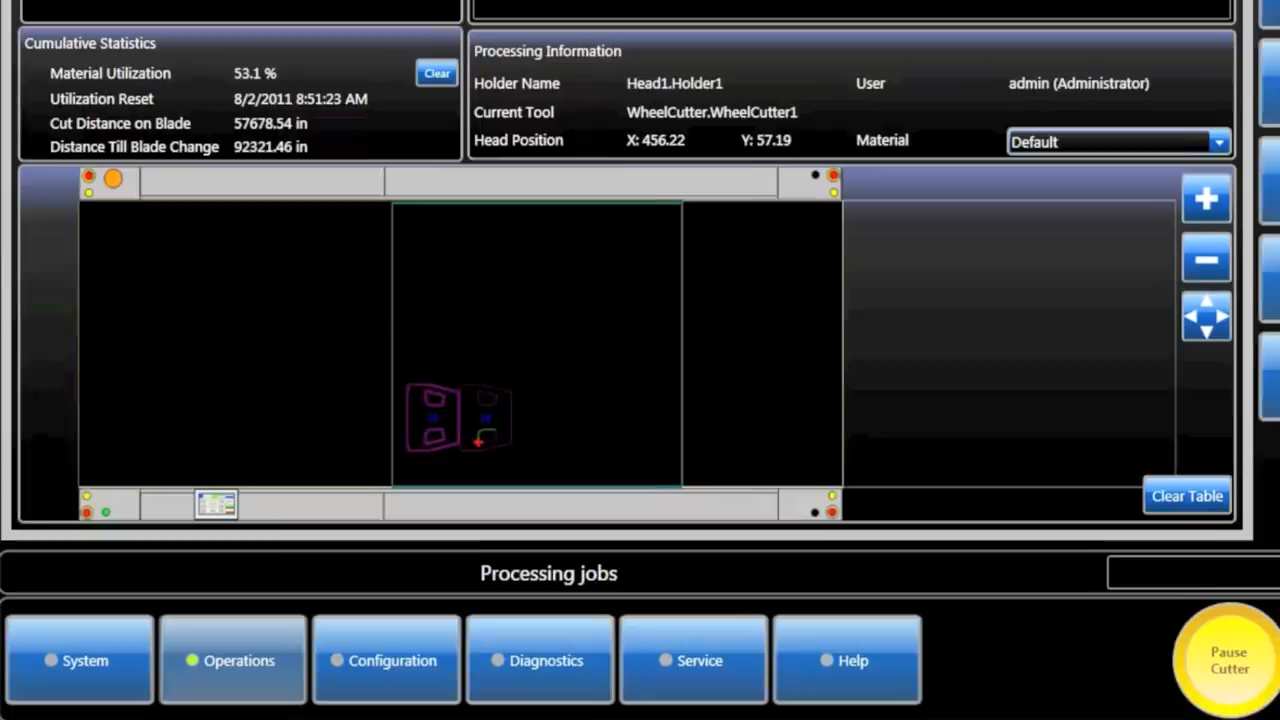 Cumulative Statistics
Material Utilization 53.1 % Clear
Utilization Reset 8/2/2011 8:51:23 AM
Cut Distance on Blade 57678.54 in
Distance Till Blade Change 92321.46 in
Processing Information
Holder Name Head1.Holder1 User admin (Administrator)
Current Tool WheelCutter.WheelCutter1
Head Position X: 456.22 Y: 57.19 Material Default
Clear Table
Processing jobs
System Operations Configuration Diagnostics Service Help
Pause
Cutter